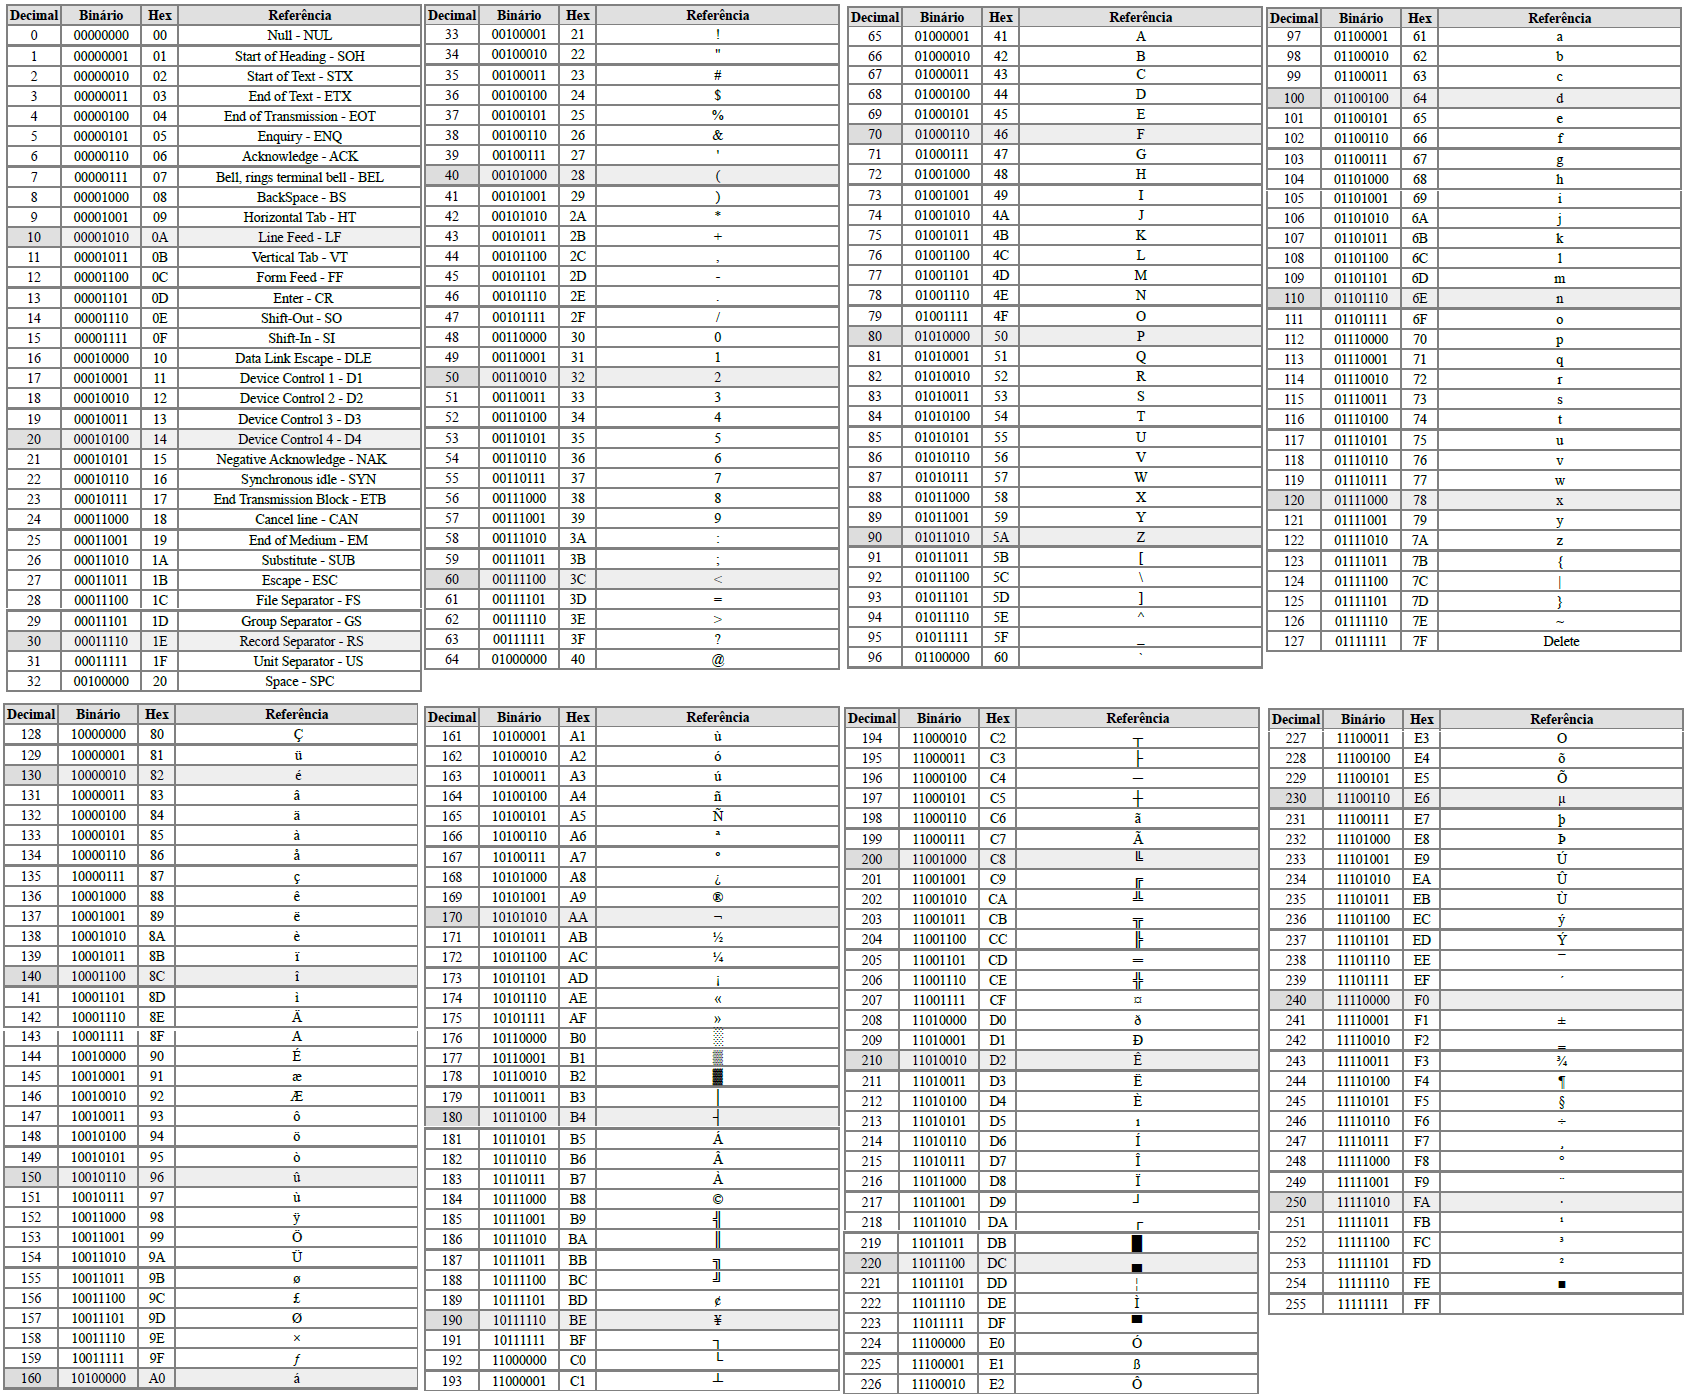 Decimal Binário Hex Referência
0 00000000 00 Null - NUL
1 00000001 01 Start of Heading - SOH
2 00000010 02 Start of Text - STX
3 00000011 03 End of Text - ETX
4 00000100 04 End of Transmission - EOT
5 00000101 05 Enquiry - ENQ
6 00000110 06 Acknowledge - ACK
7 00000111 07 Bell, rings terminal bell - BEL
8 00001000 08 BackSpace - BS
9 00001001 09 Horizontal Tab - HT
10 00001010 0A Line Feed - LF
11 00001011 0B Vertical Tab - VT
12 00001100 0C Form Feed - FF
13 00001101 0D Enter - CR
14 00001110 0E Shift-Out - SO
15 00001111 0F Shift-In - SI
16 00010000 10 Data Link Escape - DLE
17 00010001 11 Device Control 1 - D1
18 00010010 12 Device Control 2 - D2
19 00010011 13 Device Control 3 - D3
20 00010100 14 Device Control 4 - D4
21 00010101 15 Negative Acknowledge - NAK
22 00010110 16 Synchronous idle - SYN
23 00010111 17 End Transmission Block - ETB
24 00011000 18 Cancel line - CAN
25 00011001 19 End of Medium - EM
26 00011010 1A Substitute - SUB
27 00011011 1B Escape - ESC
28 00011100 1C File Separator - FS
29 00011101 1D Group Separator - GS
30 00011110 1E Record Separator - RS
31 00011111 1F Unit Separator - US
32 00100000 20 Space - SPC
Decimal Binário Hex Referência
33 00100001 21 !
34 00100010 22 "
35 00100011 23 #
36 00100100 24 $
37 00100101 25 %
38 00100110 26 &
39 00100111 27 '
40 00101000 28 (
41 00101001 29 )
42 00101010 2A *
43 00101011 2B +
44 00101100 2C ,
45 00101101 2D -
46 00101110 2E .
47 00101111 2F /
48 00110000 30 0
49 00110001 31 1
50 00110010 32 2
51 00110011 33 3
52 00110100 34 4
53 00110101 35 5
54 00110110 36 6
55 00110111 37 7
56 00111000 38 8
57 00111001 39 9
58 00111010 3A :
59 00111011 3B ;
60 00111100 3C <
61 00111101 3D =
62 00111110 3E >
63 00111111 3F ?
64 01000000 40 @
Decimal Binário Hex Referência
65 01000001 41 A
66 01000010 42 B
67 01000011 43 C
68 01000100 44 D
69 01000101 45 E
70 01000110 46 F
71 01000111 47 G
72 01001000 48 H
73 01001001 49 I
74 01001010 4A J
75 01001011 4B K
76 01001100 4C L
77 01001101 4D M
78 01001110 4E N
79 01001111 4F O
80 01010000 50 P
81 01010001 51 Q
82 01010010 52 R
83 01010011 53 S
84 01010100 54 T
85 01010101 55 U
86 01010110 56 V
87 01010111 57 W
88 01011000 58 X
89 01011001 59 Y
90 01011010 5A Z
91 01011011 5B [
92 01011100 5C \
93 01011101 5D ]
94 01011110 5E ^
95 01011111 5F _
96 01100000 60 `
Decimal Binário Hex Referência
97 01100001 61 a
98 01100010 62 b
99 01100011 63 c
100 01100100 64 d
101 01100101 65 e
102 01100110 66 f
103 01100111 67 g
104 01101000 68 h
105 01101001 69 i
106 01101010 6A j
107 01101011 6B k
108 01101100 6C l
109 01101101 6D m
110 01101110 6E n
111 01101111 6F o
112 01110000 70 p
113 01110001 71 q
114 01110010 72 r
115 01110011 73 s
116 01110100 74 t
117 01110101 75 u
118 01110110 76 v
119 01110111 77 w
120 01111000 78 x
121 01111001 79 y
122 01111010 7A z
123 01111011 7B {
124 01111100 7C |
125 01111101 7D }
126 01111110 7E ~
127 01111111 7F Delete
Decimal Binário Hex Referência
128 10000000 80 Ç
129 10000001 81 ü
130 10000010 82 é
131 10000011 83 â
132 10000100 84 ä
133 10000101 85 à
134 10000110 86 å
135 10000111 87 ç
136 10001000 88 ê
137 10001001 89 ë
138 10001010 8A è
139 10001011 8B ï
140 10001100 8C î
141 10001101 8D ì
142 10001110 8E Ä
143 10001111 8F A
144 10010000 90 É
145 10010001 91 æ
146 10010010 92 Æ
147 10010011 93 ô
148 10010100 94 ö
149 10010101 95 ò
150 10010110 96 û
151 10010111 97 ù
152 10011000 98 ÿ
153 10011001 99 Ö
154 10011010 9A Ü
155 10011011 9B ø
156 10011100 9C £
157 10011101 9D Ø
158 10011110 9E ×
159 10011111 9F ƒ
160 10100000 A0 á
Decimal Binário Hex Referência
161 10100001 A1 ù
162 10100010 A2 ó
163 10100011 A3 ú
164 10100100 A4 ñ
165 10100101 A5 Ñ
166 10100110 A6 ª
167 10100111 A7 º
168 10101000 A8 ¿
169 10101001 A9 ®
170 10101010 AA ¬
171 10101011 AB ½
172 10101100 AC ¼
173 10101101 AD ¡
174 10101110 AE «
175 10101111 AF »
176 10110000 B0 ░
177 10110001 B1 ▒
178 10110010 B2 ▓
179 10110011 B3 │
180 10110100 B4 ┤
181 10110101 B5 Á
182 10110110 B6 Â
183 10110111 B7 À
184 10111000 B8 ©
185 10111001 B9 ╣
186 10111010 BA ║
187 10111011 BB ╗
188 10111100 BC ╝
189 10111101 BD ¢
190 10111110 BE ¥
191 10111111 BF ┐
192 11000000 C0 └
193 11000001 C1 ┴
Decimal Binário Hex Referência
194 11000010 C2 ┬
195 11000011 C3 ├
196 11000100 C4 ─
197 11000101 C5 ┼
198 11000110 C6 ã
199 11000111 C7 Ã
200 11001000 C8 ╚
201 11001001 C9 ╔
202 11001010 CA ╩
203 11001011 CB ╦
204 11001100 CC ╠
205 11001101 CD ═
206 11001110 CE ╬
207 11001111 CF ¤
208 11010000 D0 ð
209 11010001 D1 Ð
210 11010010 D2 Ê
211 11010011 D3 Ë
212 11010100 D4 È
213 11010101 D5 ı
214 11010110 D6 Í
215 11010111 D7 Î
216 11011000 D8 Ï
217 11011001 D9 ┘
218 11011010 DA ┌
219 11011011 DB █
220 11011100 DC ▄
221 11011101 DD ¦
222 11011110 DE Ì
223 11011111 DF ▀
224 11100000 E0 Ó
225 11100001 E1 ß
226 11100010 E2 Ô
Decimal Binário Hex Referência
227 11100011 E3 O
228 11100100 E4 õ
229 11100101 E5 Õ
230 11100110 E6 µ
231 11100111 E7 þ
232 11101000 E8 Þ
233 11101001 E9 Ú
234 11101010 EA Û
235 11101011 EB Ù
236 11101100 EC ý
237 11101101 ED Ý
238 11101110 EE ¯
239 11101111 EF ´
240 11110000 F0
241 11110001 F1 ±
242 11110010 F2 ‗
243 11110011 F3 ¾
244 11110100 F4 ¶
245 11110101 F5 §
246 11110110 F6 ÷
247 11110111 F7 ¸
248 11111000 F8 °
249 11111001 F9 ¨
250 11111010 FA ·
251 11111011 FB ¹
252 11111100 FC ³
253 11111101 FD ²
254 11111110 FE ■
255 11111111 FF